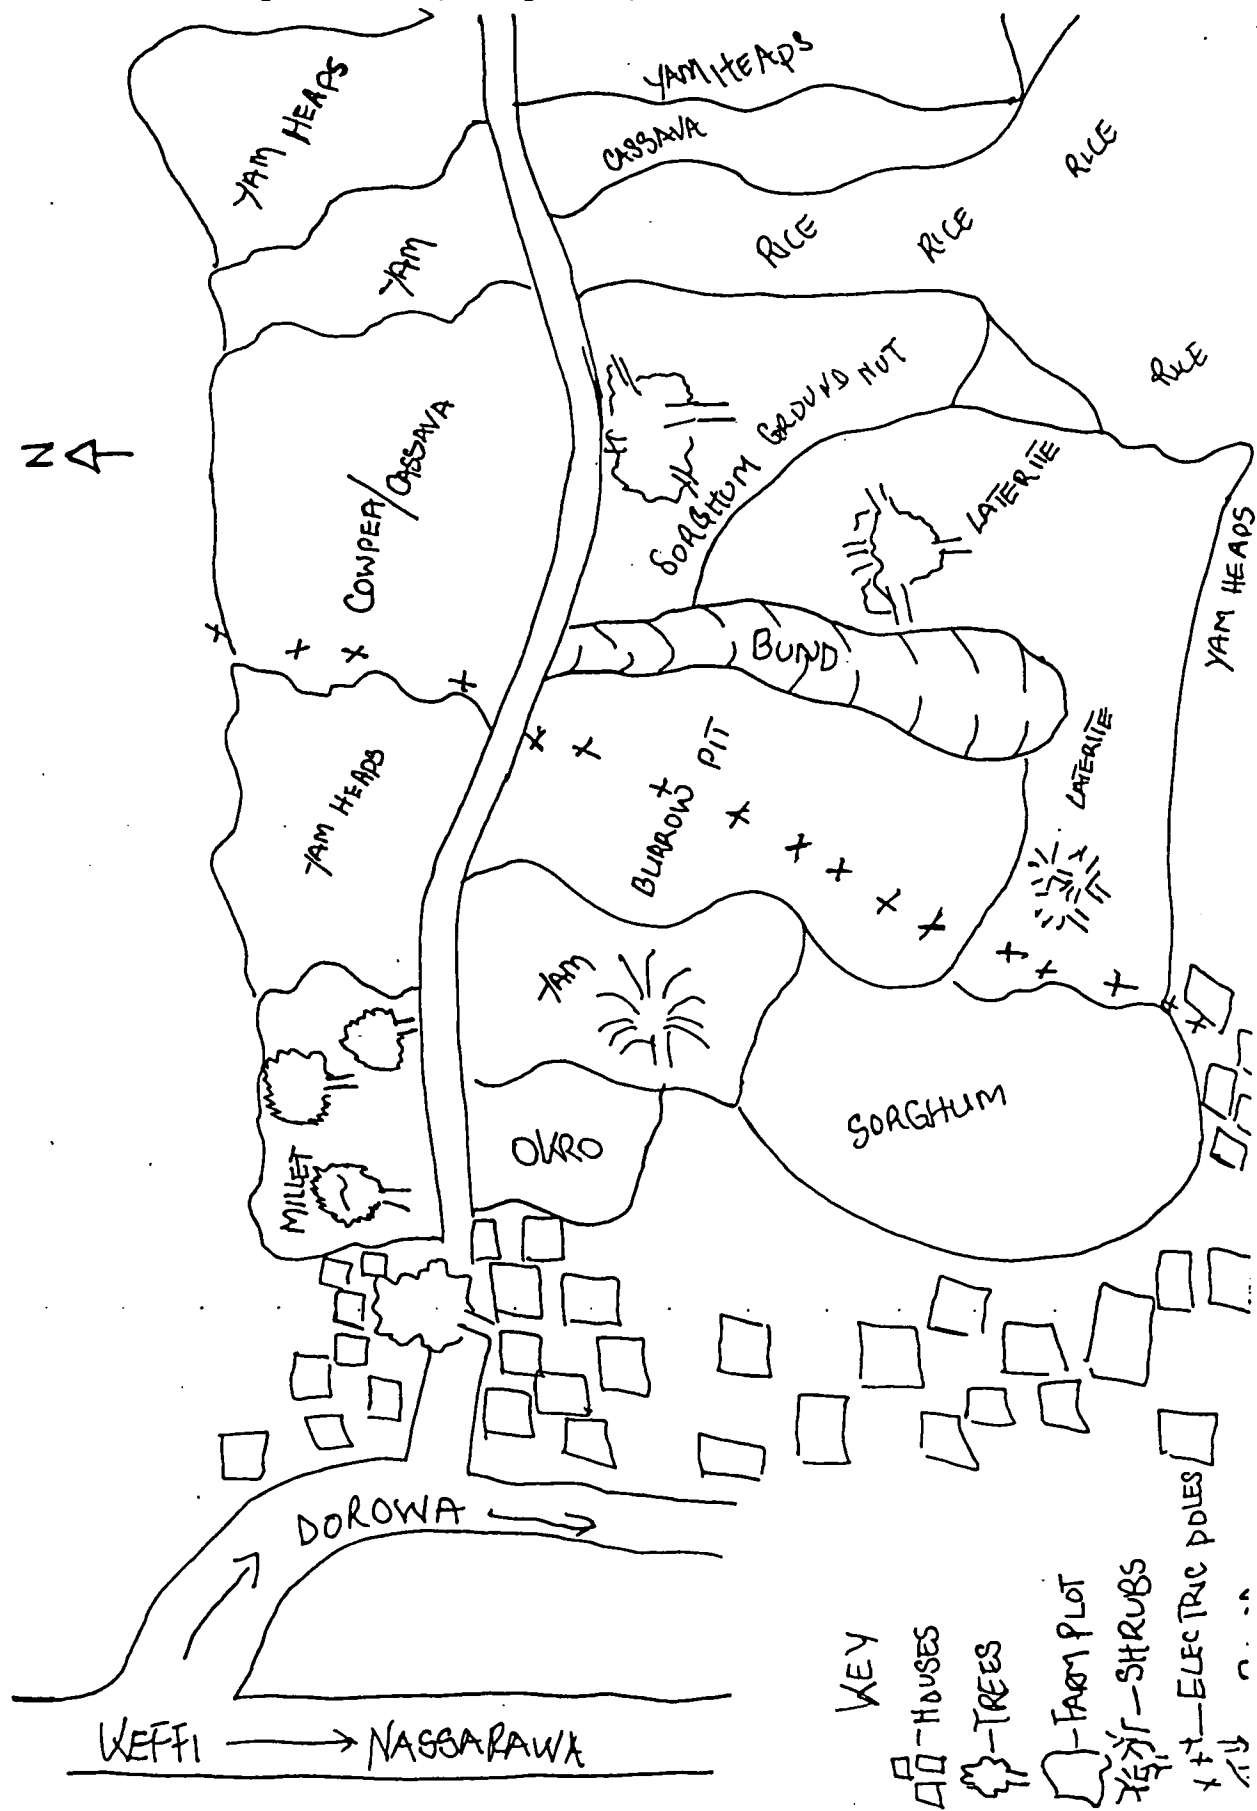 YAM HEAPS
YAM HEAPS
CASSAVA
RICE
YAM
RICE
RICE
RICE
N
COWPEA/
CASSAVA
SORGHUM GROUND NUT
LATERITE
YAM HEAPS
BUND
YAM HEAPS
BURROW PIT
LATERITE
YAM
MILLET
OKRO
SORGHUM
DOROWA
KEFFI → NASSARAWA
KEY
HOUSES
TREES
FARM PLOT
SHRUBS
ELECTRIC POLES